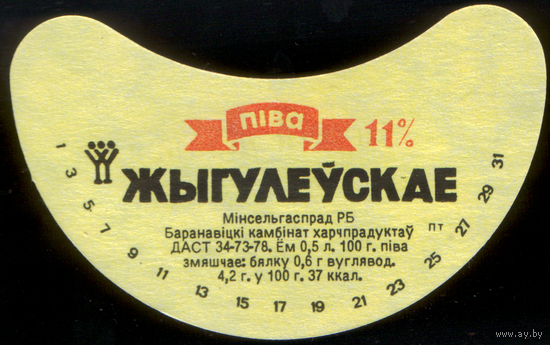 піва
11%
ЖЫГУЛЕЎСКАЕ
Мінсельгаспрад РБ
Баранавіцкі камбінат харчпрадуктаў
ДАСТ 34-73-78. Ём 0,5 л. 100 г. піва
змяшчае: бялку 0,6 г вуглявод.
4,2 г. у 100 г. 37 ккал.
пт
1 3 5 7 9 11 13 15 17 19 21 23 25 27 29 31
www.ay.by